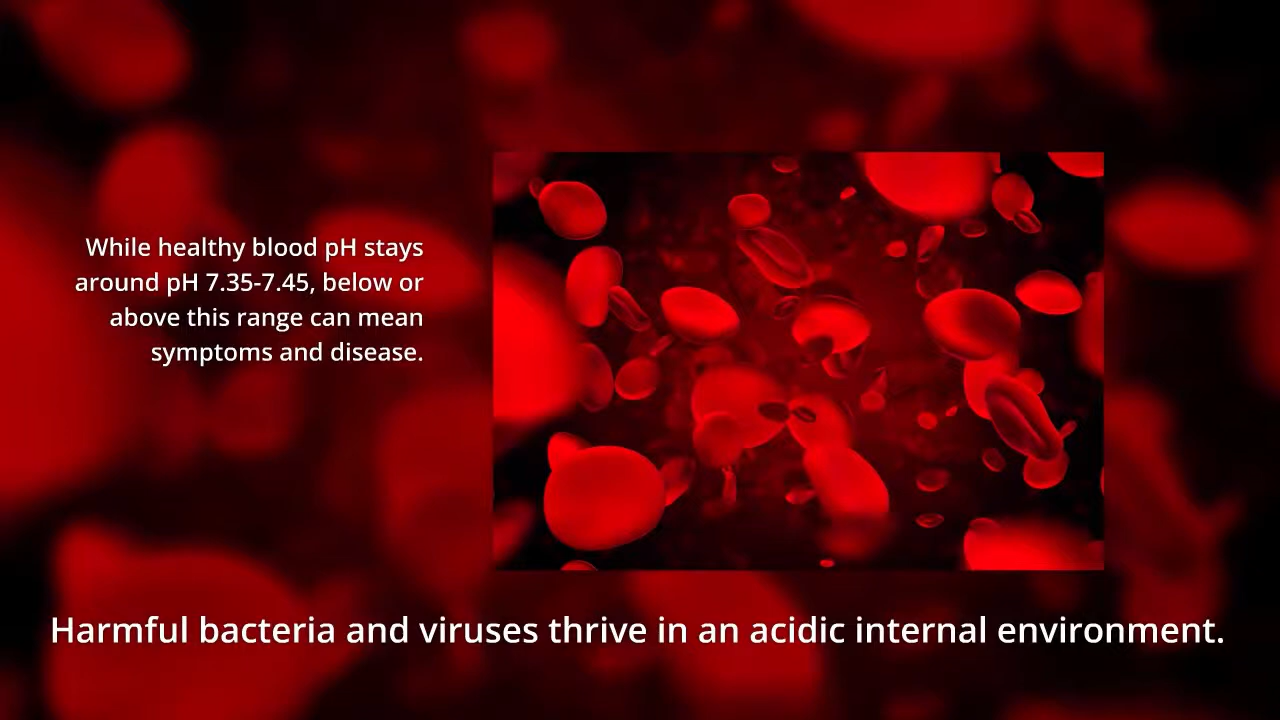 While healthy blood pH stays
around pH 7.35-7.45, below or
above this range can mean
symptoms and disease.
Harmful bacteria and viruses thrive in an acidic internal environment.